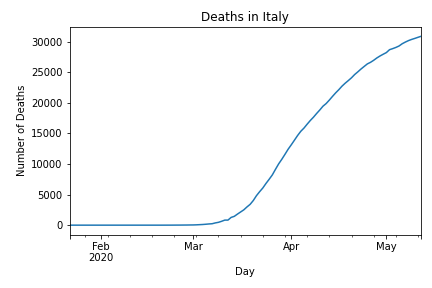 Deaths in Italy
Number of Deaths
30000
25000
20000
15000
10000
5000
0
Feb
2020
Mar
Apr
May
Day